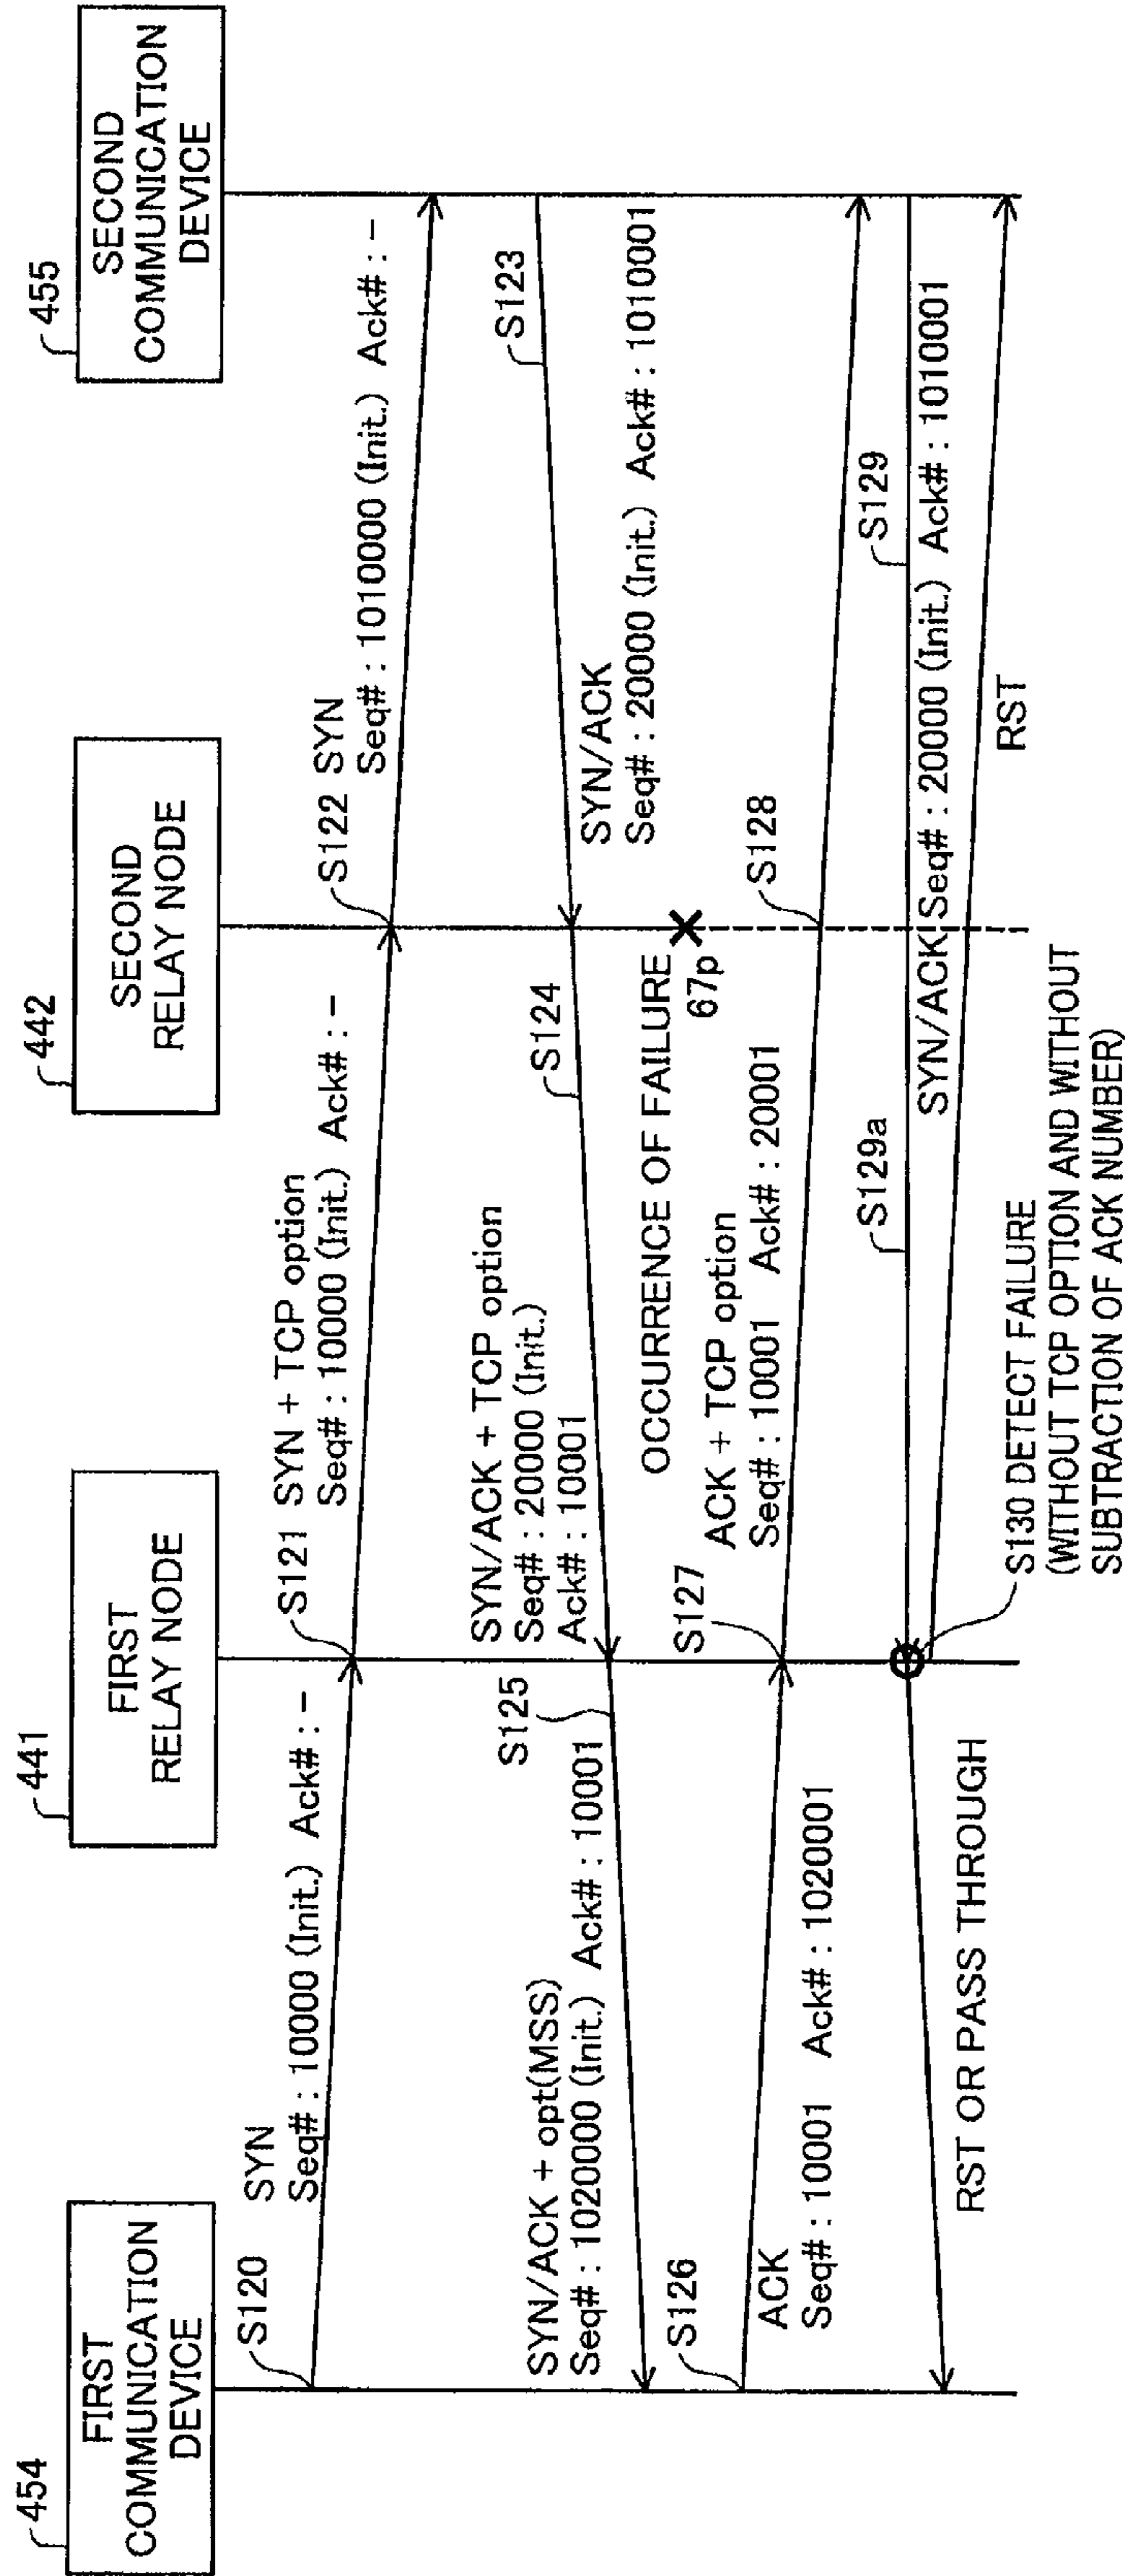 454
FIRST
COMMUNICATION
DEVICE
441
FIRST
RELAY NODE
442
SECOND
RELAY NODE
455
SECOND
COMMUNICATION
DEVICE
S120
SYN
Seq# : 10000 (Init.) Ack# : -
S121 SYN + TCP option
Seq# : 10000 (Init.) Ack# : -
S122 SYN
Seq# : 1010000 (Init.) Ack# : -
S123
SYN/ACK
Seq# : 20000 (Init.) Ack# : 1010001
S124
SYN/ACK + TCP option
Seq# : 20000 (Init.)
Ack# : 10001
S125
SYN/ACK + opt(MSS)
Seq# : 1020000 (Init.) Ack# : 10001
OCCURRENCE OF FAILURE
67p
S126
ACK
Seq# : 10001 Ack# : 1020001
S127
ACK + TCP option
Seq# : 10001 Ack# : 20001
S128
S129
SYN/ACK Seq# : 20000 (Init.) Ack# : 1010001
S129a
RST
RST OR PASS THROUGH
S130 DETECT FAILURE
(WITHOUT TCP OPTION AND WITHOUT
SUBTRACTION OF ACK NUMBER)